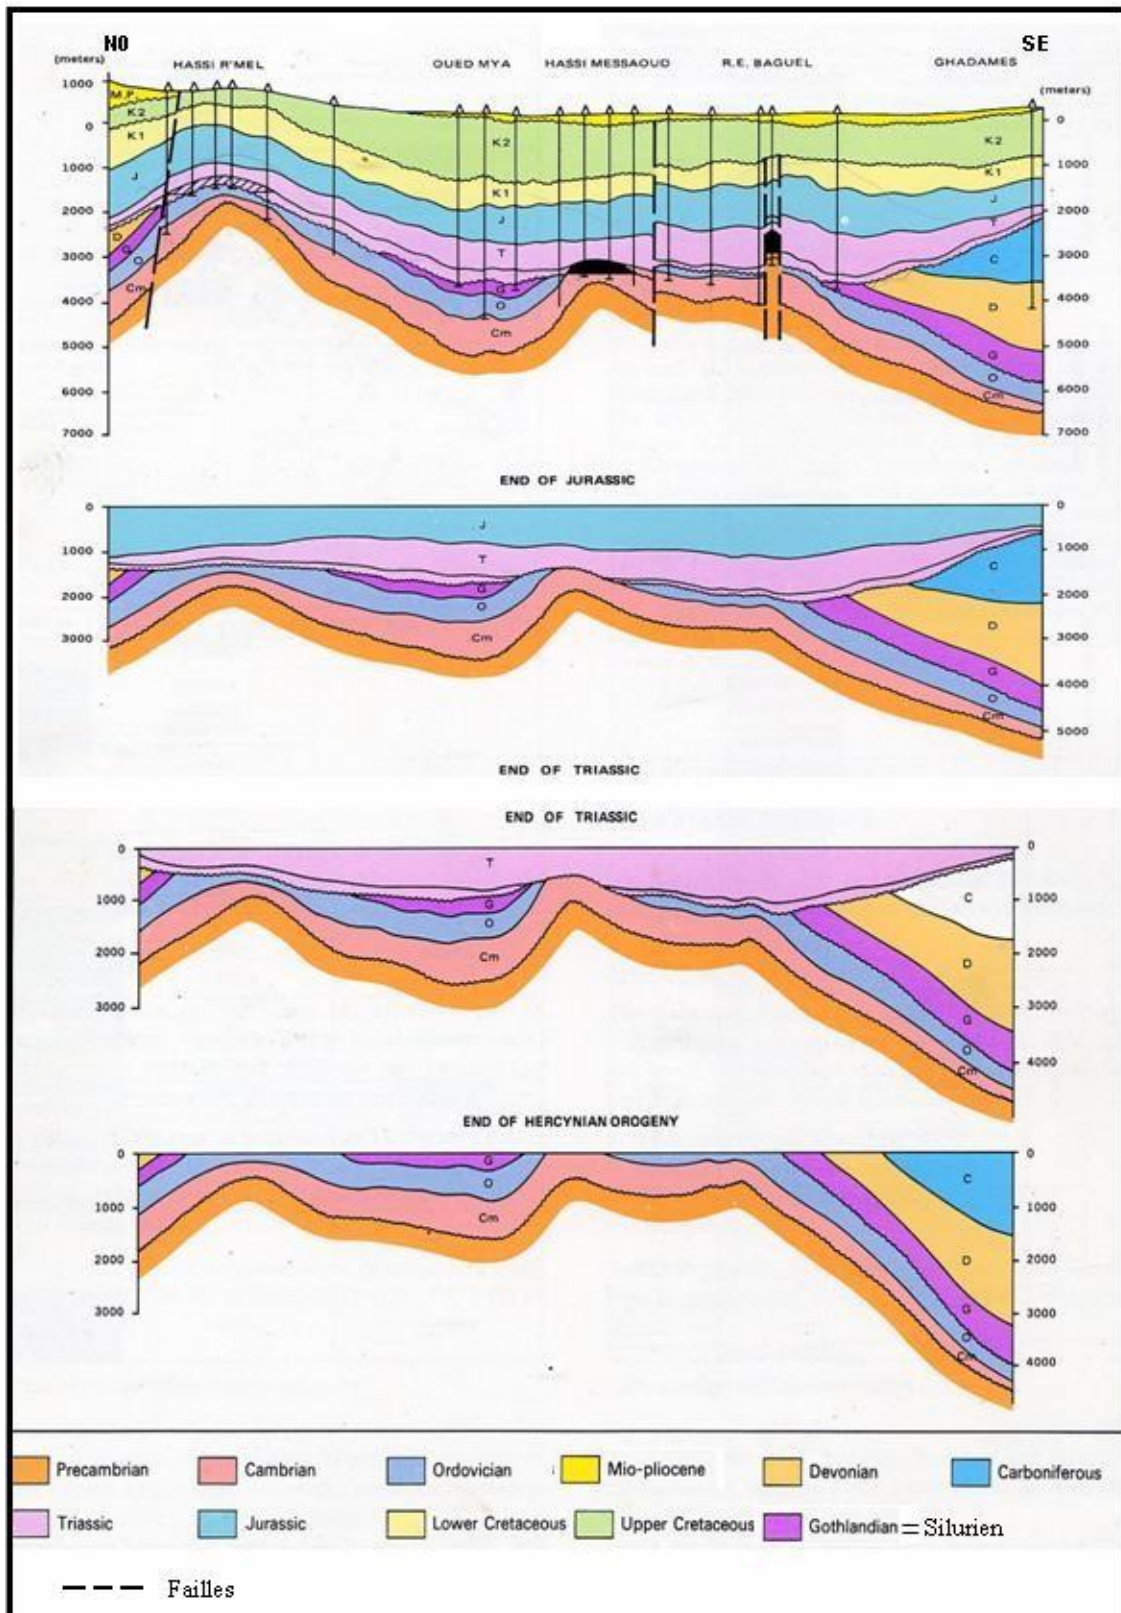 NO SE
(meters) HASSI R'MEL OUED MYA HASSI MESSAOUD R.E. BAGUEL GHADAMES (meters)
1000
0
1000
2000
3000
4000
5000
6000
7000
M.P.
K2
K1
J
D
G
O
Cm
K2
K1
J
T
G
O
Cm
K2
K1
J
T
C
D
G
O
Cm
0
1000
2000
3000
4000
5000
6000
7000
END OF JURASSIC
0
1000
2000
3000
J
T
G
O
Cm
C
D
G
O
Cm
0
1000
2000
3000
4000
5000
END OF TRIASSIC
END OF TRIASSIC
0
1000
2000
3000
T
G
O
Cm
C
D
G
O
Cm
0
1000
2000
3000
4000
END OF HERCYNIAN OROGENY
0
1000
2000
3000
G
O
Cm
C
D
G
O
Cm
0
1000
2000
3000
4000
Precambrian Cambrian Ordovician Mio-pliocene Devonian Carboniferous
Triassic Jurassic Lower Cretaceous Upper Cretaceous Gothlandian = Silurien
Failles